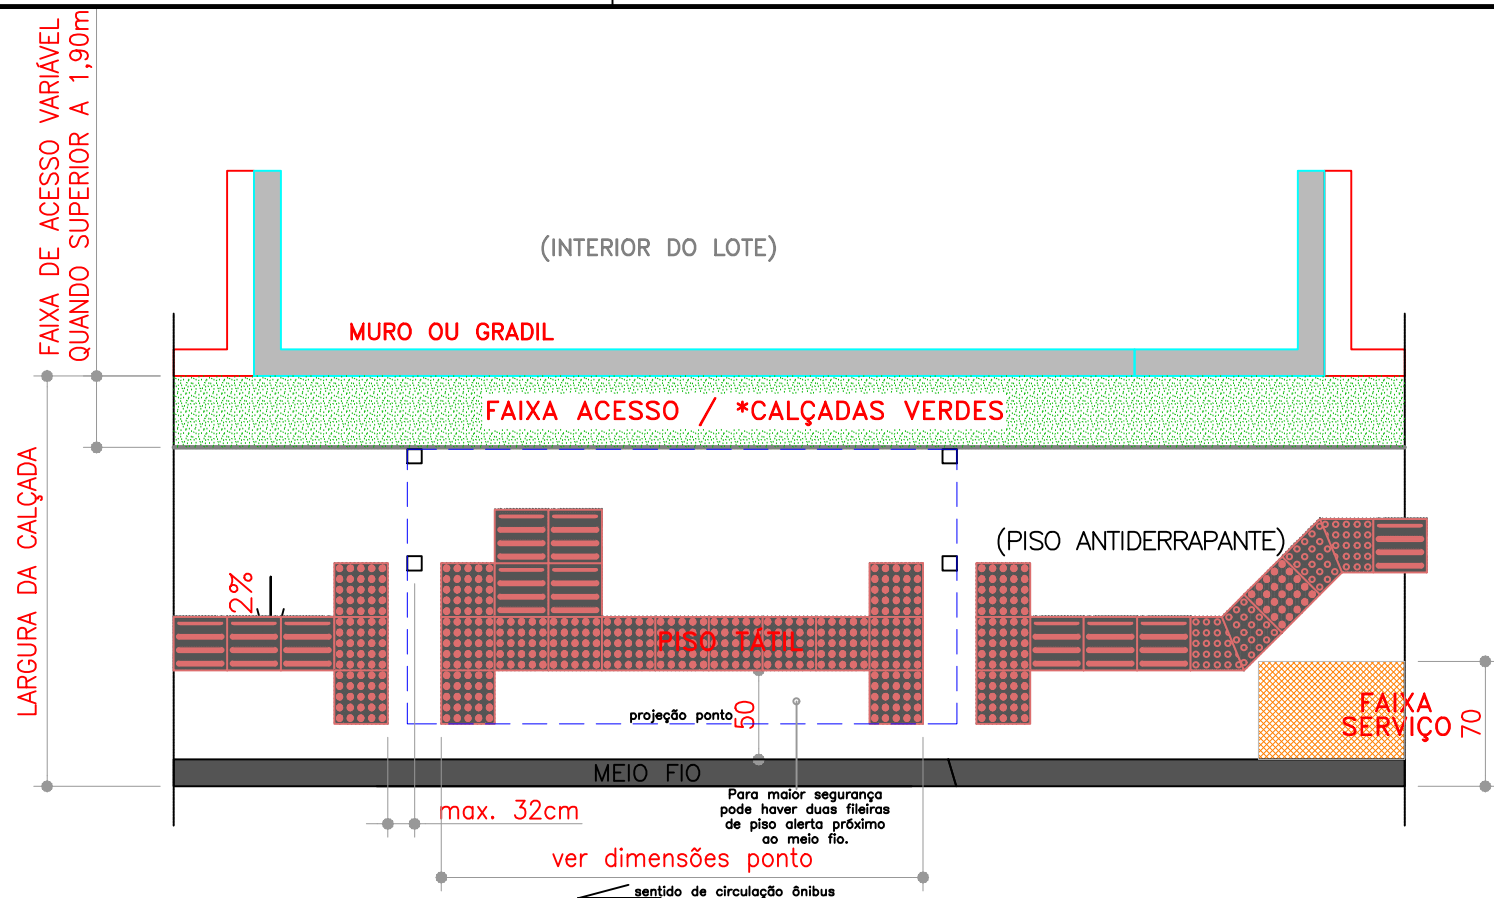 FAIXA DE ACESSO VARIÁVEL
QUANDO SUPERIOR A 1,90m
(INTERIOR DO LOTE)
MURO OU GRADIL
FAIXA ACESSO / *CALÇADAS VERDES
LARGURA DA CALÇADA
(PISO ANTIDERRAPANTE)
2%
PISO TÁTIL
projeção ponto
50
FAIXA
SERVIÇO
70
MEIO FIO
Para maior segurança
pode haver duas fileiras
de piso alerta próximo
ao meio fio.
max. 32cm
ver dimensões ponto
sentido de circulação ônibus